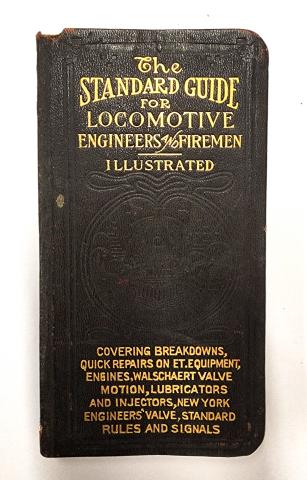 The
STANDARD GUIDE
FOR
LOCOMOTIVE
ENGINEERS AND FIREMEN
ILLUSTRATED
COVERING BREAKDOWNS,
QUICK REPAIRS ON ET. EQUIPMENT,
ENGINES, WALSCHAERT VALVE
MOTION, LUBRICATORS
AND INJECTORS, NEW YORK
ENGINEERS' VALVE, STANDARD
RULES AND SIGNALS